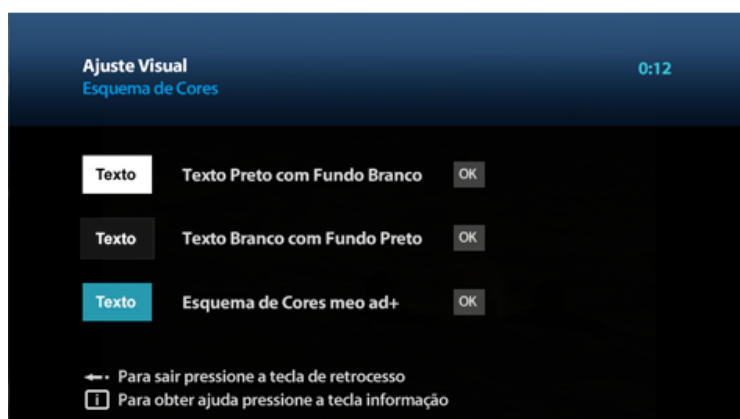 Ajuste Visual
0:12
Esquema de Cores
Texto Texto Preto com Fundo Branco OK
Texto Texto Branco com Fundo Preto OK
Texto Esquema de Cores meo ad+ OK
Para sair pressione a tecla de retrocesso
i Para obter ajuda pressione a tecla informação